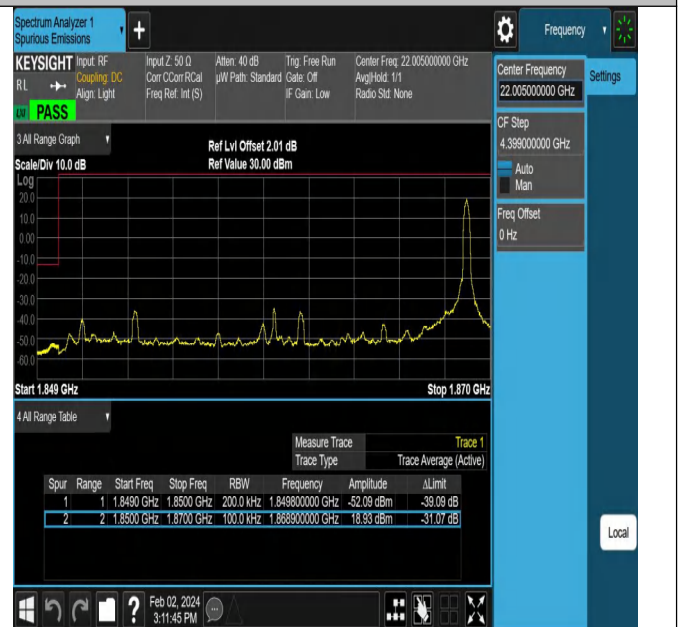 Spectrum Analyzer 1
Spurious Emissions
Frequency
KEYSIGHT Input: RF Input Z: 50 Ω Atten: 40 dB Trig: Free Run Center Freq: 22.005000000 GHz
RL Coupling: DC Corr CCorr RCal µW Path: Standard Gate: Off Avg|Hold: 1/1
Align: Light Freq Ref: Int (S) IF Gain: Low Radio Std: None
PASS
Center Frequency
22.005000000 GHz
Settings
CF Step
4.399000000 GHz
Auto
Man
Freq Offset
0 Hz
3 All Range Graph
Ref Lvl Offset 2.01 dB
Scale/Div 10.0 dB Ref Value 30.00 dBm
Log
20.0
10.0
0.00
-10.0
-20.0
-30.0
-40.0
-50.0
-60.0
Start 1.849 GHz Stop 1.870 GHz
4 All Range Table
Measure Trace Trace 1
Trace Type Trace Average (Active)
Spur Range Start Freq Stop Freq RBW Frequency Amplitude ΔLimit
1 1 1.8490 GHz 1.8500 GHz 200.0 kHz 1.849800000 GHz -52.09 dBm -39.09 dB
2 2 1.8500 GHz 1.8700 GHz 100.0 kHz 1.868900000 GHz 18.93 dBm -31.07 dB
Local
? Feb 02, 2024
3:11:45 PM